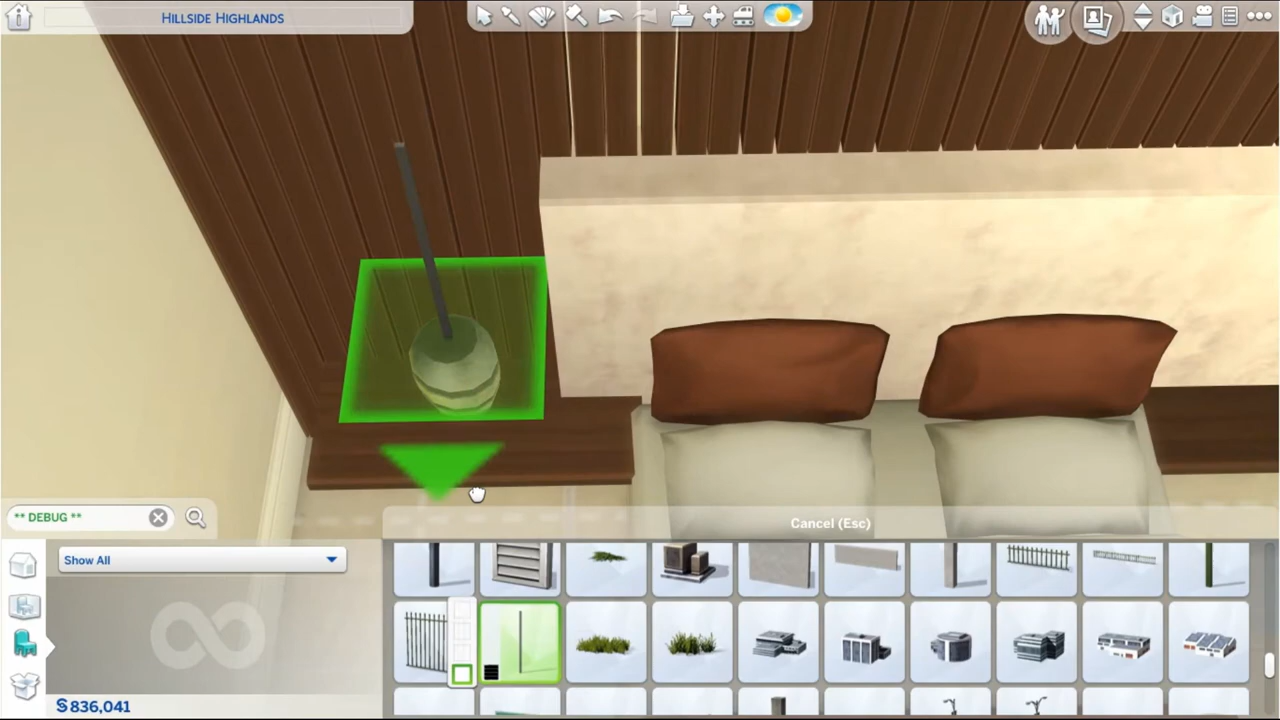 HILLSIDE HIGHLANDS
** DEBUG **
Cancel (Esc)
Show All
§836,041